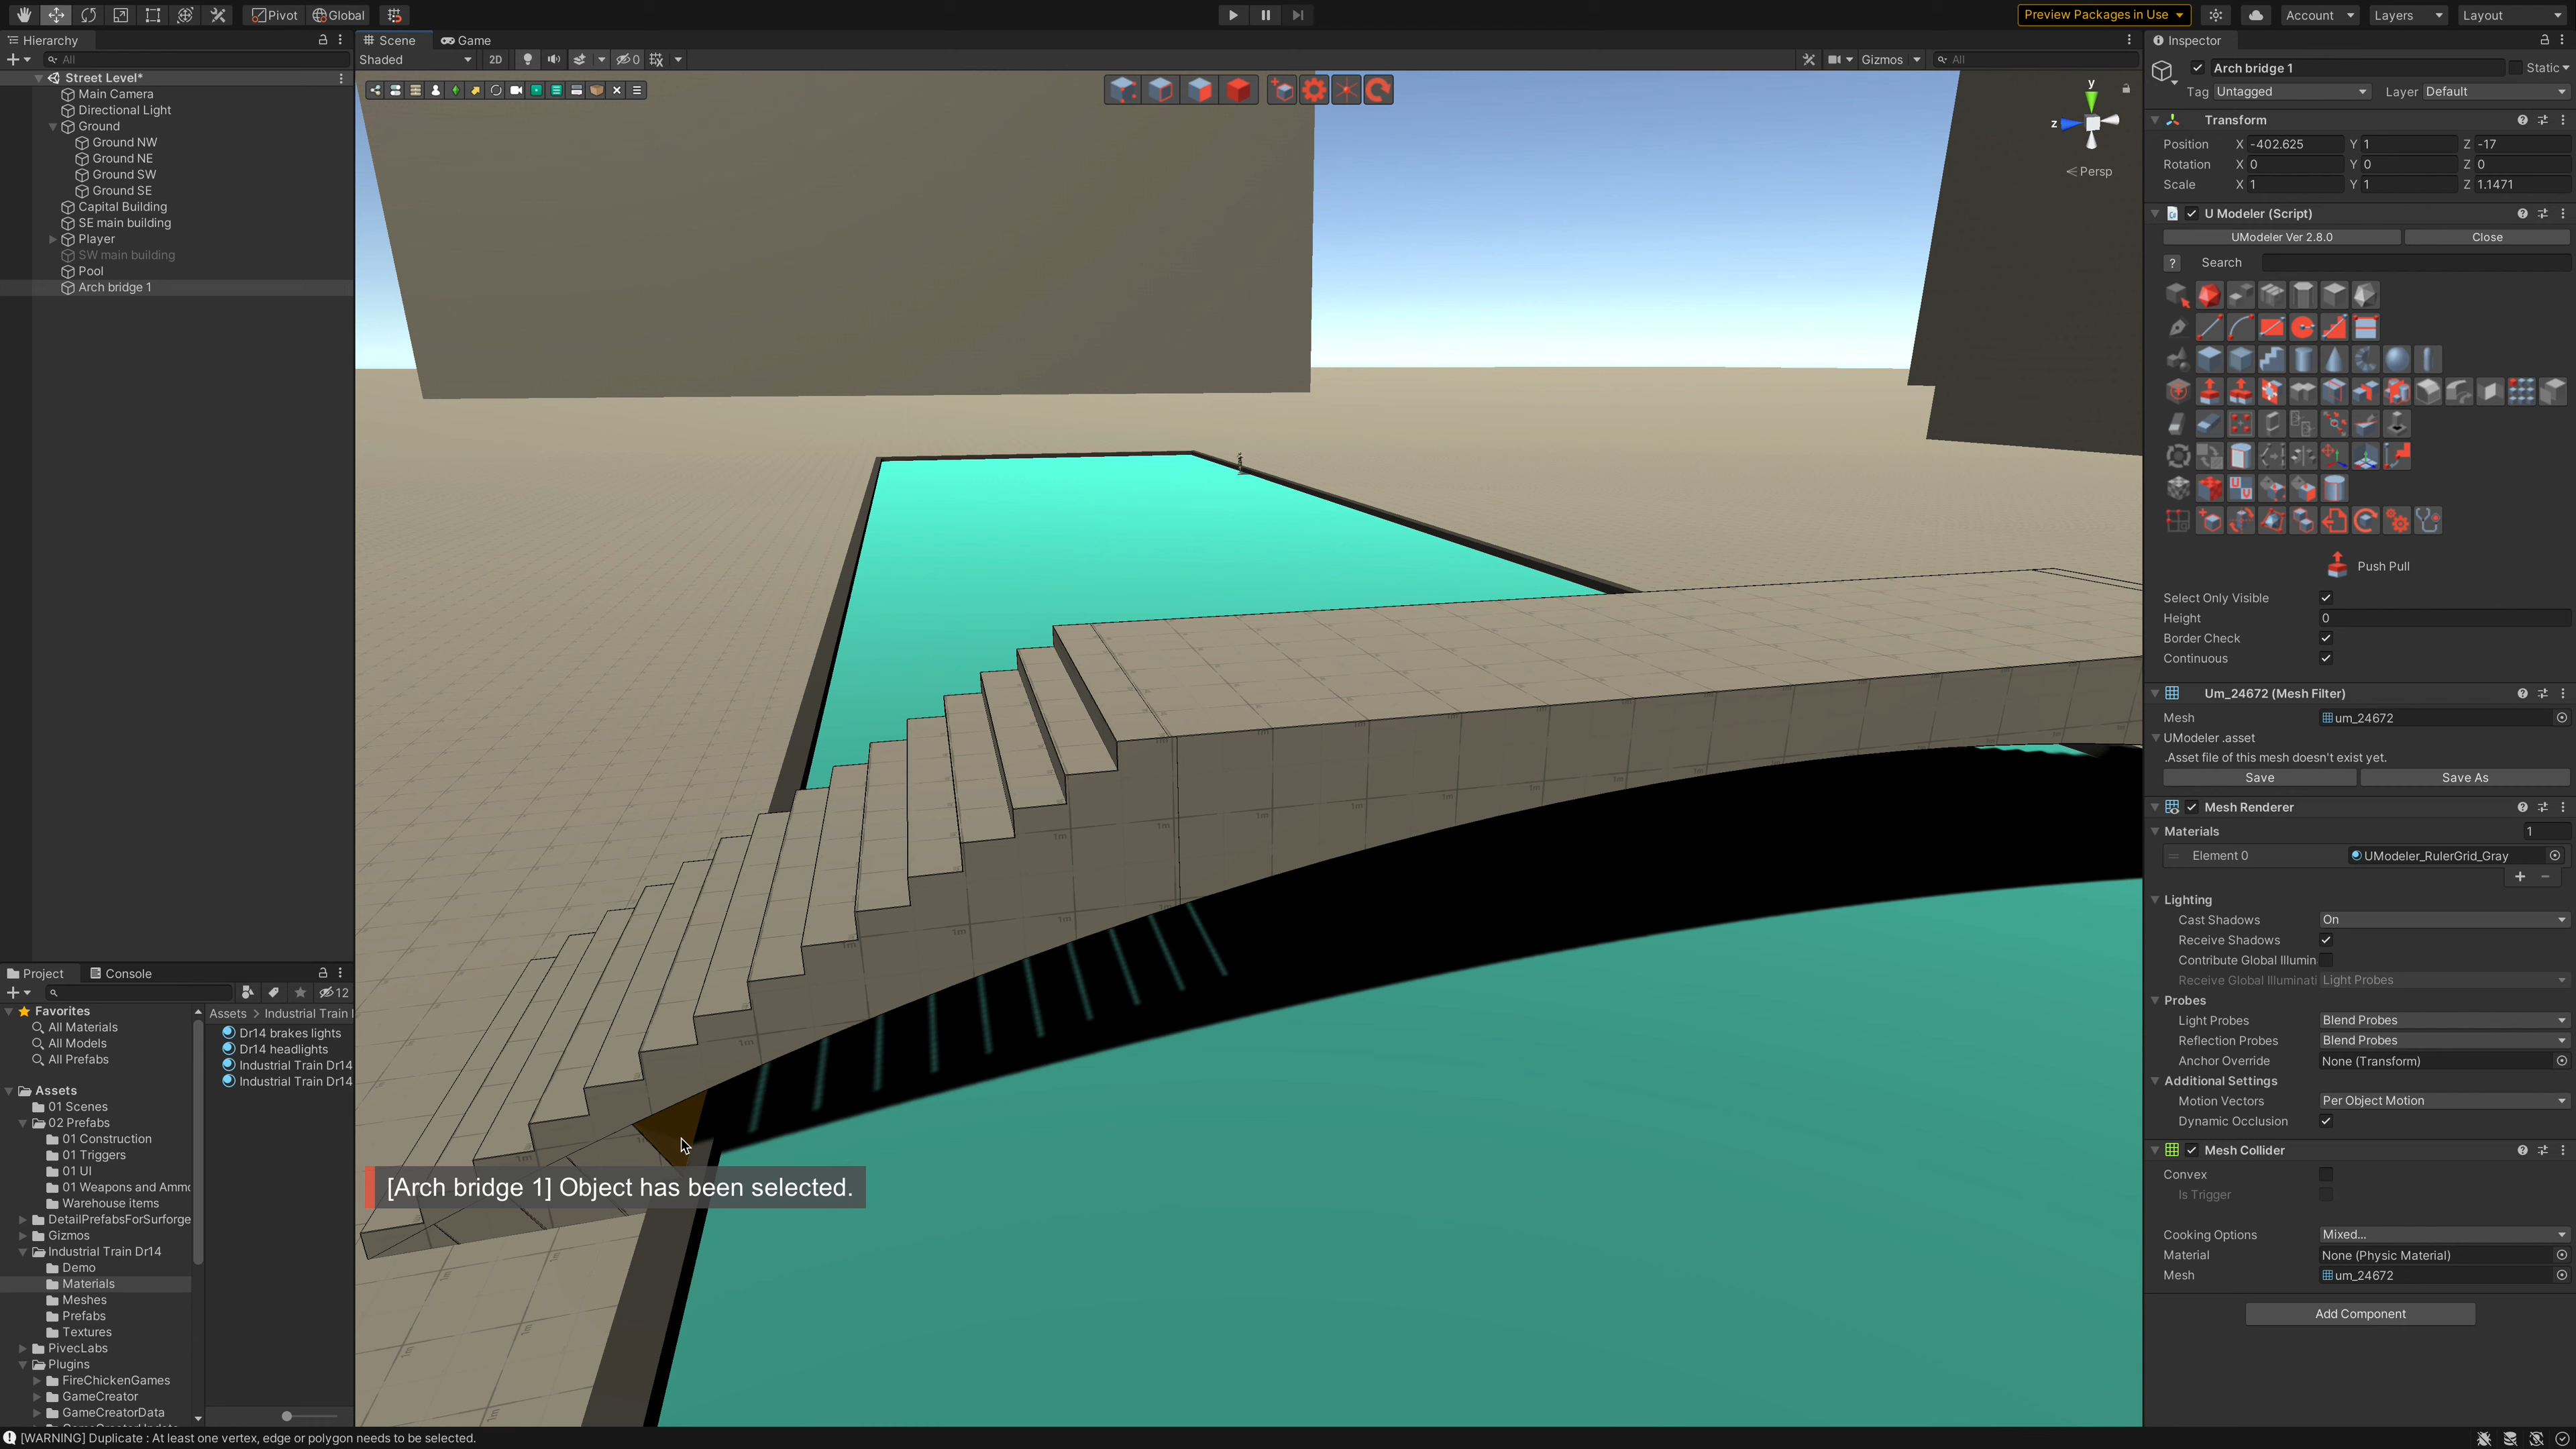 Pivot
Global
Preview Packages in Use
Account
Layers
Layout
Hierarchy
All
Street Level*
Main Camera
Directional Light
Ground
Ground NW
Ground NE
Ground SW
Ground SE
Capital Building
SE main building
Player
SW main building
Pool
Arch bridge 1
Scene
Game
Shaded
2D
0
Gizmos
All
y
z
Persp
[Arch bridge 1] Object has been selected.
Project
Console
12
Favorites
All Materials
All Models
All Prefabs
Assets
01 Scenes
02 Prefabs
01 Construction
01 Triggers
01 UI
01 Weapons and Ammo
Warehouse items
DetailPrefabsForSurforge
Gizmos
Industrial Train Dr14
Demo
Materials
Meshes
Prefabs
Textures
PivecLabs
Plugins
FireChickenGames
GameCreator
GameCreatorData
Assets > Industrial Train
Dr14 brakes lights
Dr14 headlights
Industrial Train Dr14
Industrial Train Dr14
Inspector
Arch bridge 1
Static
Tag Untagged
Layer Default
Transform
Position X -402.625 Y 1 Z -17
Rotation X 0 Y 0 Z 0
Scale X 1 Y 1 Z 1.1471
U Modeler (Script)
UModeler Ver 2.8.0
Close
? Search
Push Pull
Select Only Visible
Height 0
Border Check
Continuous
Um_24672 (Mesh Filter)
Mesh um_24672
UModeler .asset
.Asset file of this mesh doesn't exist yet.
Save
Save As
Mesh Renderer
Materials 1
Element 0 UModeler_RulerGrid_Gray
Lighting
Cast Shadows On
Receive Shadows
Contribute Global Illumin
Receive Global Illuminati Light Probes
Probes
Light Probes Blend Probes
Reflection Probes Blend Probes
Anchor Override None (Transform)
Additional Settings
Motion Vectors Per Object Motion
Dynamic Occlusion
Mesh Collider
Convex
Is Trigger
Cooking Options Mixed...
Material None (Physic Material)
Mesh um_24672
Add Component
[WARNING] Duplicate : At least one vertex, edge or polygon needs to be selected.